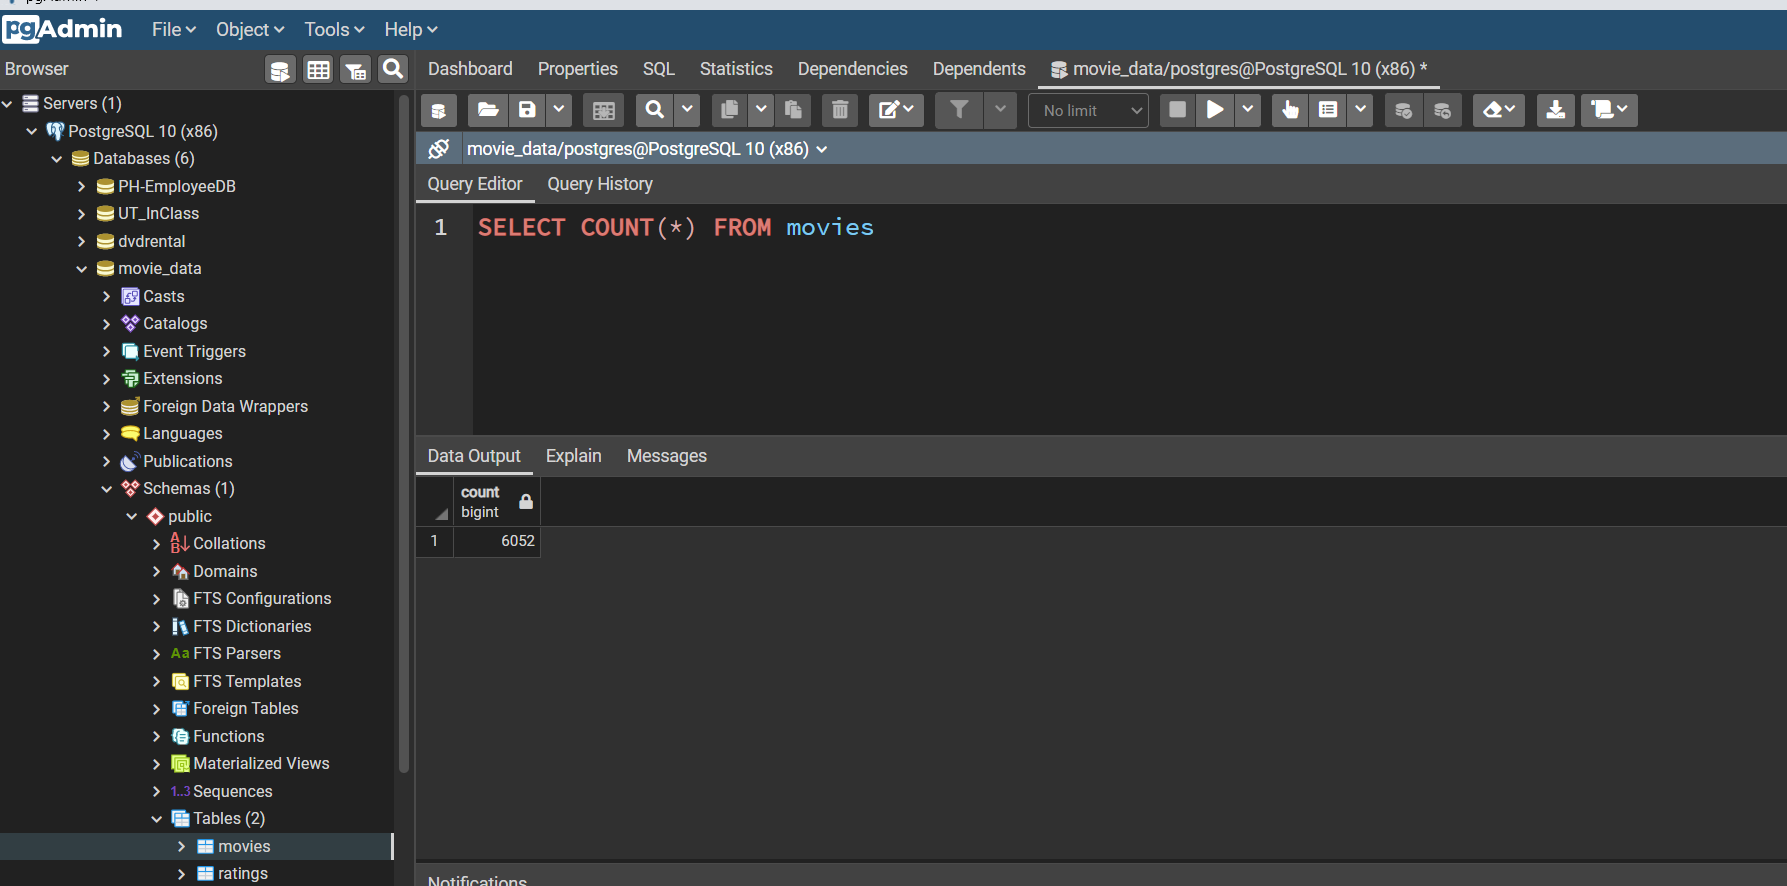 pgAdmin
File
Object
Tools
Help
Browser
Dashboard
Properties
SQL
Statistics
Dependencies
Dependents
movie_data/postgres@PostgreSQL 10 (x86) *
Servers (1)
PostgreSQL 10 (x86)
Databases (6)
PH-EmployeeDB
UT_InClass
dvdrental
movie_data
Casts
Catalogs
Event Triggers
Extensions
Foreign Data Wrappers
Languages
Publications
Schemas (1)
public
Collations
Domains
FTS Configurations
FTS Dictionaries
Aa FTS Parsers
FTS Templates
Foreign Tables
Functions
Materialized Views
1..3 Sequences
Tables (2)
movies
ratings
No limit
movie_data/postgres@PostgreSQL 10 (x86)
Query Editor
Query History
1 SELECT COUNT(*) FROM movies
Data Output
Explain
Messages
count
bigint
1 6052
Notifications